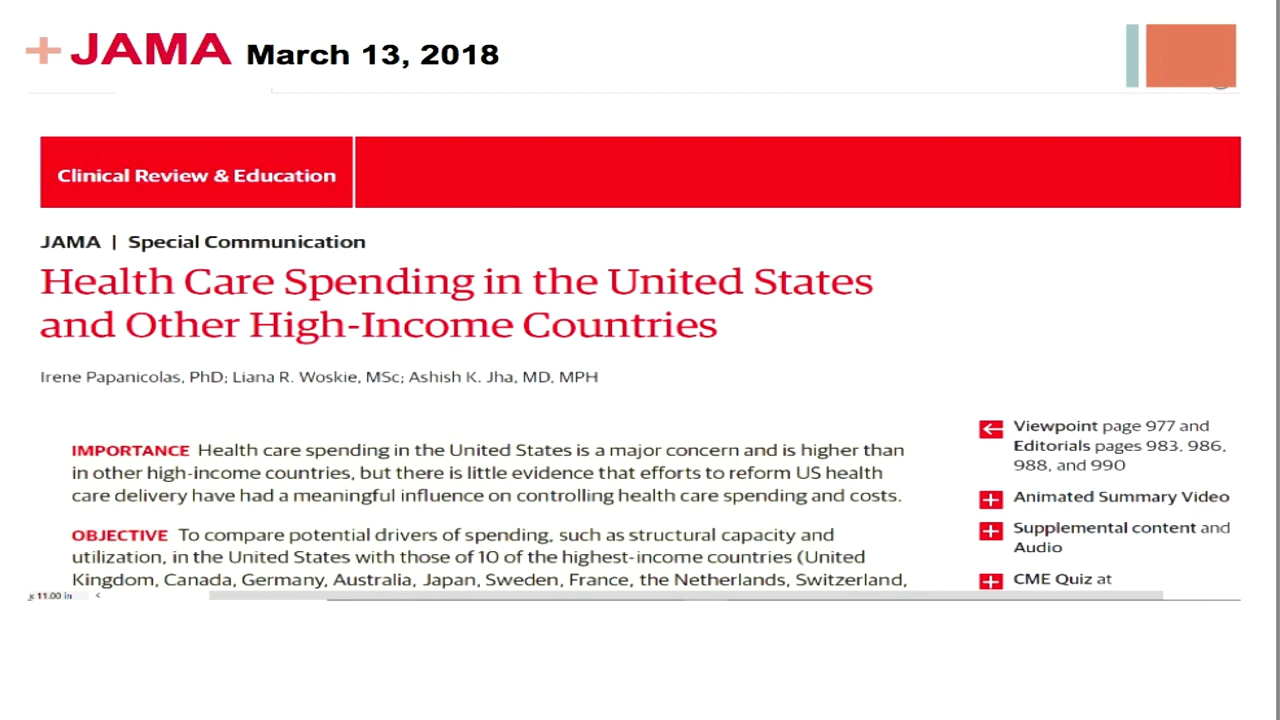 + JAMA March 13, 2018
Clinical Review & Education
JAMA | Special Communication
Health Care Spending in the United States
and Other High-Income Countries
Irene Papanicolas, PhD; Liana R. Woskie, MSc; Ashish K. Jha, MD, MPH
IMPORTANCE Health care spending in the United States is a major concern and is higher than
in other high-income countries, but there is little evidence that efforts to reform US health
care delivery have had a meaningful influence on controlling health care spending and costs.
OBJECTIVE To compare potential drivers of spending, such as structural capacity and
utilization, in the United States with those of 10 of the highest-income countries (United
Kingdom, Canada, Germany, Australia, Japan, Sweden, France, the Netherlands, Switzerland,
Viewpoint page 977 and
Editorials pages 983, 986,
988, and 990
Animated Summary Video
Supplemental content and
Audio
CME Quiz at
x 11.00 in <